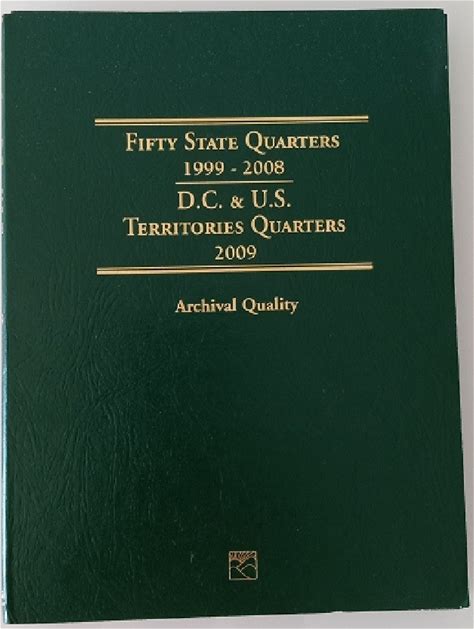 FIFTY STATE QUARTERS
1999 - 2008
D.C. & U.S.
TERRITORIES QUARTERS
2009
Archival Quality